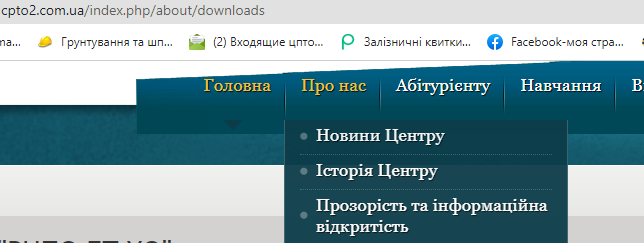 cpto2.com.ua/index.php/about/downloads
Грунтування та шп...
(2) Входящие цпто...
Залізничні квитки...
Facebook-моя стра...
Головна
Про нас
Абітурієнту
Навчання
Новини Центру
Історія Центру
Прозорість та інформаційна
відкритість